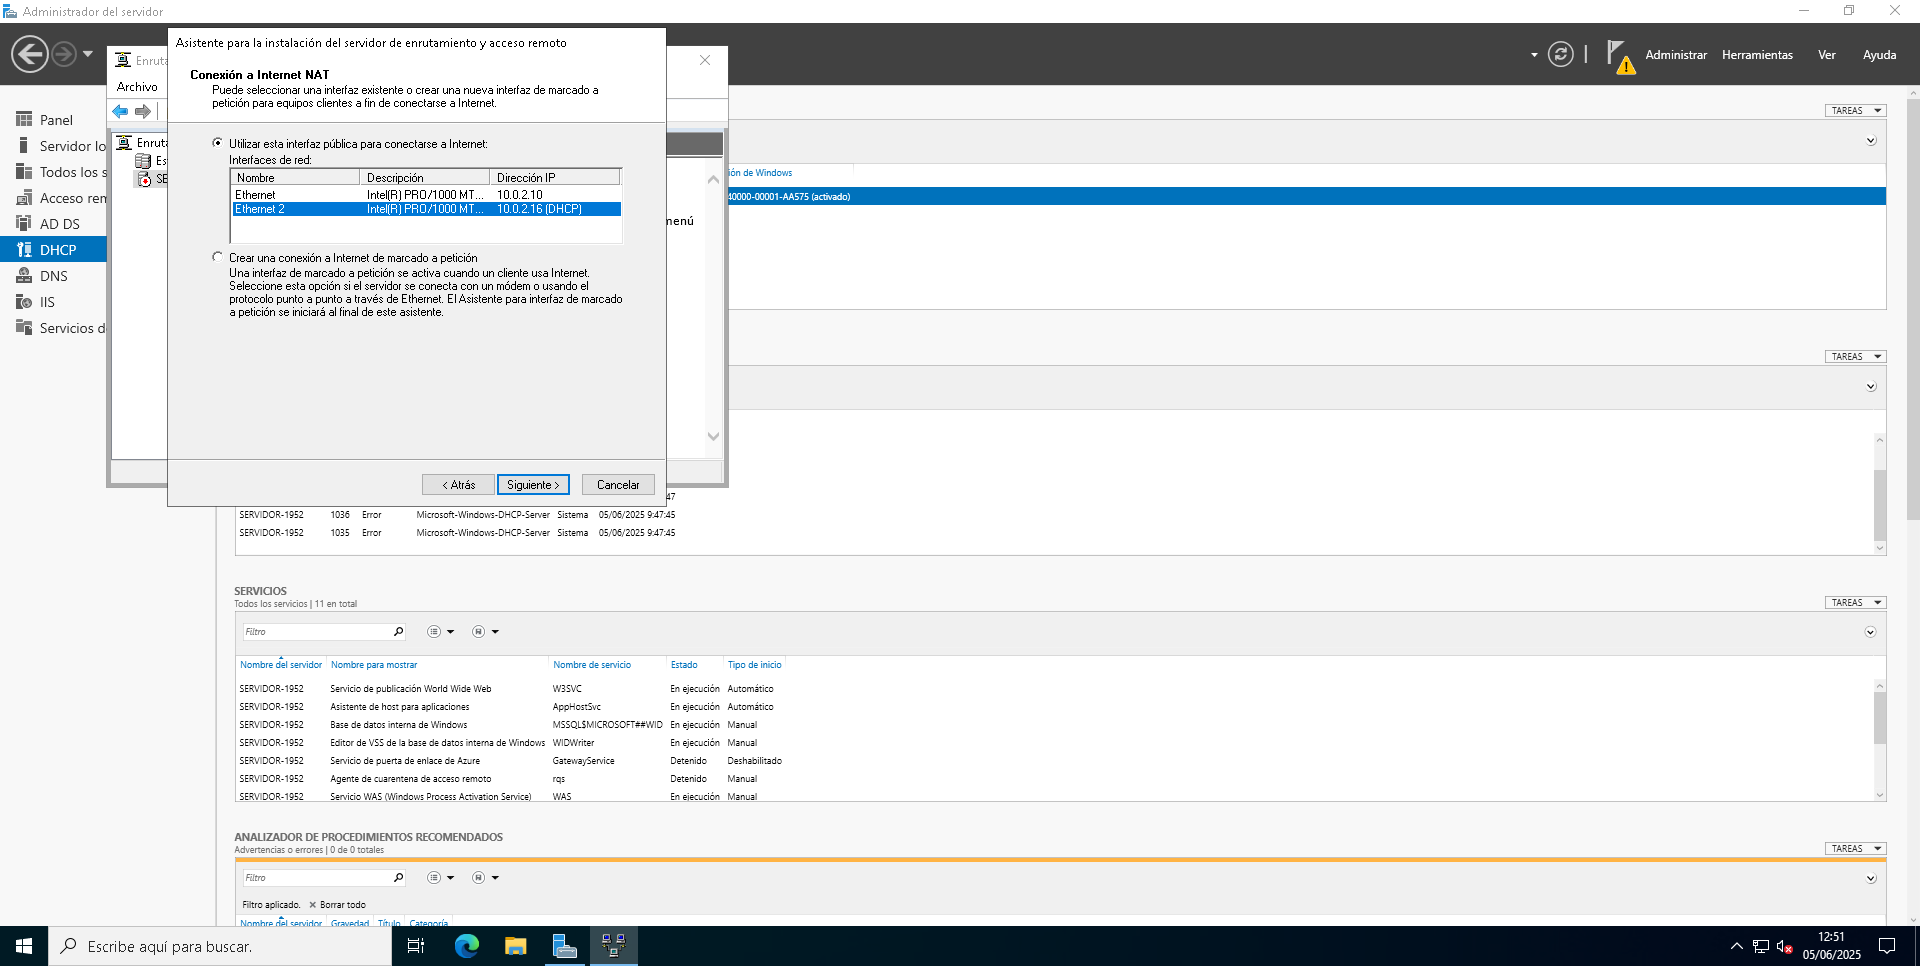 Administrador del servidor
Administrar
Herramientas
Ver
Ayuda
Panel
Servidor lo
Todos los s
Acceso rem
AD DS
DHCP
DNS
IIS
Servicios de
Enruta
Archivo
Enruta
Es
SE
Asistente para la instalación del servidor de enrutamiento y acceso remoto
Conexión a Internet NAT
Puede seleccionar una interfaz existente o crear una nueva interfaz de marcado a
petición para equipos clientes a fin de conectarse a Internet.
Utilizar esta interfaz pública para conectarse a Internet:
Interfaces de red:
Nombre Descripción Dirección IP
Ethernet Intel(R) PRO/1000 MT... 10.0.2.10
Ethernet 2 Intel(R) PRO/1000 MT... 10.0.2.16 (DHCP)
Crear una conexión a Internet de marcado a petición
Una interfaz de marcado a petición se activa cuando un cliente usa Internet.
Seleccione esta opción si el servidor se conecta con un módem o usando el
protocolo punto a punto a través de Ethernet. El Asistente para interfaz de marcado
a petición se iniciará al final de este asistente.
< Atrás
Siguiente >
Cancelar
menú
TAREAS
ión de Windows
40000-00001-AA575 (activado)
TAREAS
47
SERVIDOR-1952 1036 Error Microsoft-Windows-DHCP-Server Sistema 05/06/2025 9:47:45
SERVIDOR-1952 1035 Error Microsoft-Windows-DHCP-Server Sistema 05/06/2025 9:47:45
SERVICIOS
Todos los servicios | 11 en total
TAREAS
Filtro
Nombre del servidor Nombre para mostrar Nombre de servicio Estado Tipo de inicio
SERVIDOR-1952 Servicio de publicación World Wide Web W3SVC En ejecución Automático
SERVIDOR-1952 Asistente de host para aplicaciones AppHostSvc En ejecución Automático
SERVIDOR-1952 Base de datos interna de Windows MSSQL$MICROSOFT##WID En ejecución Manual
SERVIDOR-1952 Editor de VSS de la base de datos interna de Windows WIDWriter En ejecución Manual
SERVIDOR-1952 Servicio de puerta de enlace de Azure GatewayService Detenido Deshabilitado
SERVIDOR-1952 Agente de cuarentena de acceso remoto rqs Detenido Manual
SERVIDOR-1952 Servicio WAS (Windows Process Activation Service) WAS En ejecución Manual
ANALIZADOR DE PROCEDIMIENTOS RECOMENDADOS
Advertencias o errores | 0 de 0 totales
TAREAS
Filtro
Filtro aplicado. Borrar todo
Nombre del servidor Gravedad Título Categoría
Escribe aquí para buscar.
12:51
05/06/2025